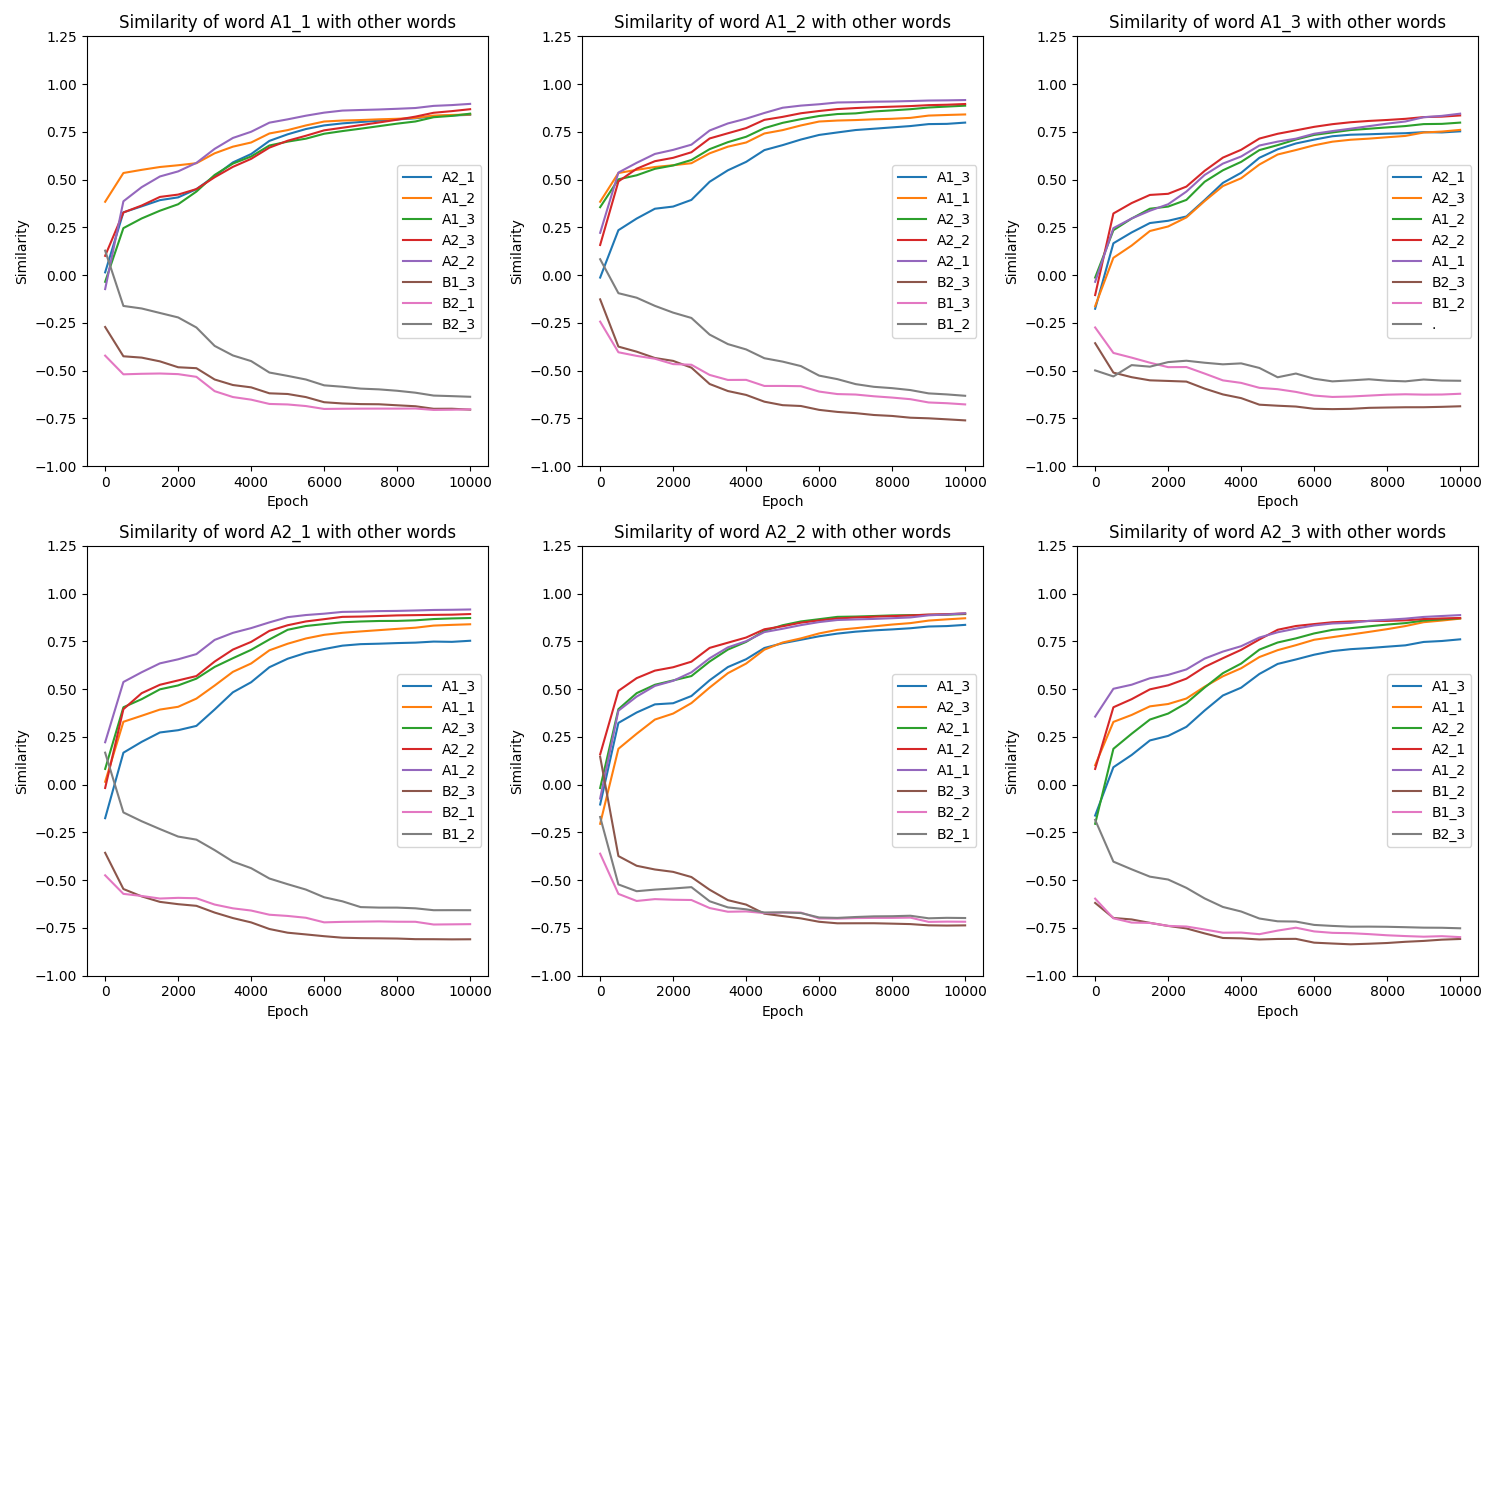 Similarity of word A1_1 with other words
1.25
1.00
0.75
0.50
0.25
0.00
−0.25
−0.50
−0.75
−1.00
Similarity
0 2000 4000 6000 8000 10000
Epoch
A2_1
A1_2
A1_3
A2_3
A2_2
B1_3
B2_1
B2_3
Similarity of word A1_2 with other words
1.25
1.00
0.75
0.50
0.25
0.00
−0.25
−0.50
−0.75
−1.00
Similarity
0 2000 4000 6000 8000 10000
Epoch
A1_3
A1_1
A2_3
A2_2
A2_1
B2_3
B1_3
B1_2
Similarity of word A1_3 with other words
1.25
1.00
0.75
0.50
0.25
0.00
−0.25
−0.50
−0.75
−1.00
Similarity
0 2000 4000 6000 8000 10000
Epoch
A2_1
A2_3
A1_2
A2_2
A1_1
B2_3
B1_2
.
Similarity of word A2_1 with other words
1.25
1.00
0.75
0.50
0.25
0.00
−0.25
−0.50
−0.75
−1.00
Similarity
0 2000 4000 6000 8000 10000
Epoch
A1_3
A1_1
A2_3
A2_2
A1_2
B2_3
B2_1
B1_2
Similarity of word A2_2 with other words
1.25
1.00
0.75
0.50
0.25
0.00
−0.25
−0.50
−0.75
−1.00
Similarity
0 2000 4000 6000 8000 10000
Epoch
A1_3
A2_3
A2_1
A1_2
A1_1
B2_3
B2_2
B2_1
Similarity of word A2_3 with other words
1.25
1.00
0.75
0.50
0.25
0.00
−0.25
−0.50
−0.75
−1.00
Similarity
0 2000 4000 6000 8000 10000
Epoch
A1_3
A1_1
A2_2
A2_1
A1_2
B1_2
B1_3
B2_3